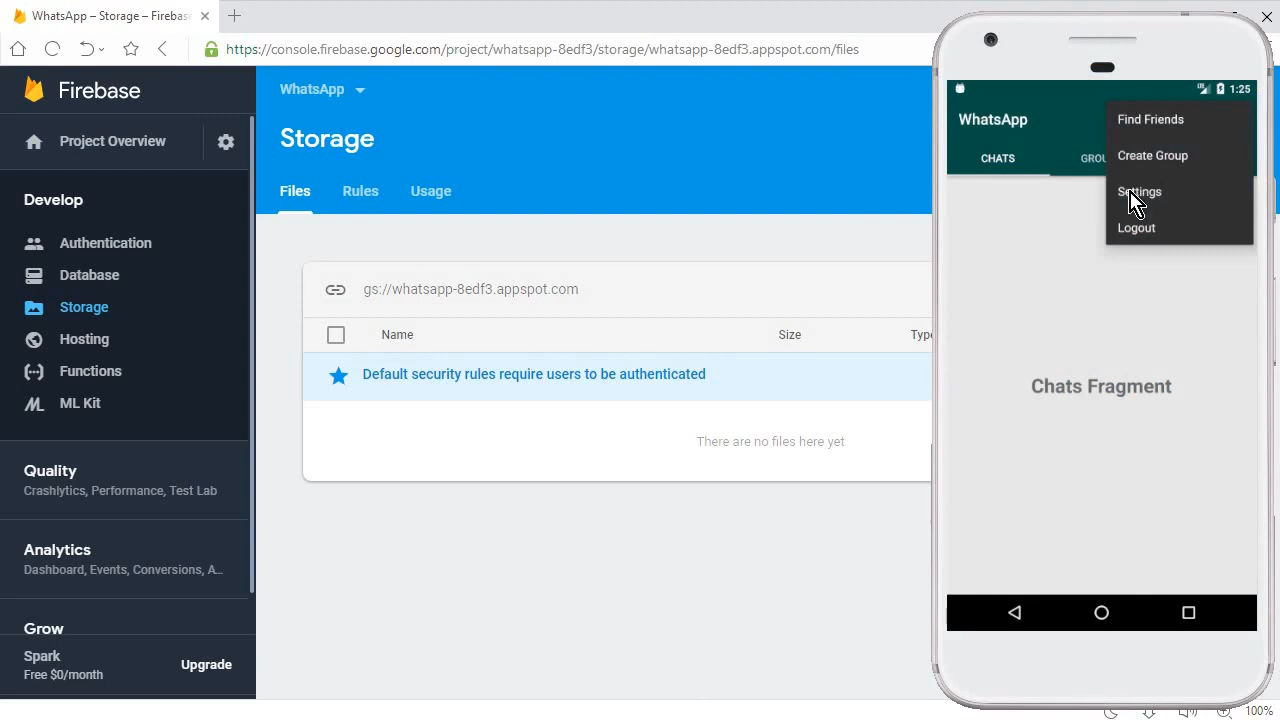 WhatsApp – Storage – Firebase
https://console.firebase.google.com/project/whatsapp-8edf3/storage/whatsapp-8edf3.appspot.com/files
Firebase
Project Overview
Develop
Authentication
Database
Storage
Hosting
Functions
ML Kit
Quality
Crashlytics, Performance, Test Lab
Analytics
Dashboard, Events, Conversions, A...
Grow
Spark
Free $0/month
Upgrade
WhatsApp
Storage
Files Rules Usage
gs://whatsapp-8edf3.appspot.com
Name Size Type
Default security rules require users to be authenticated
There are no files here yet
1:25
WhatsApp
CHATS GROU
Find Friends
Create Group
Settings
Logout
Chats Fragment
100%